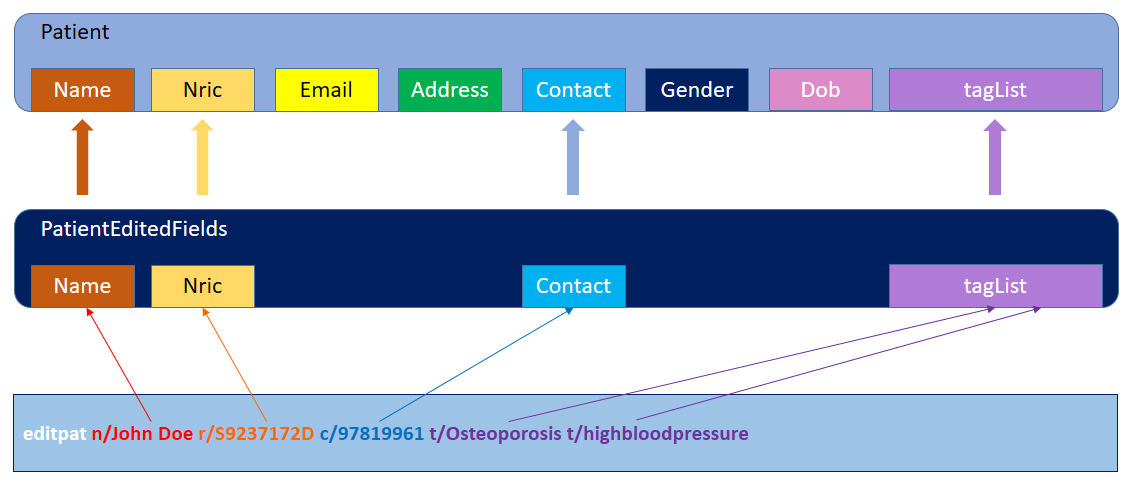 Patient
Name Nric Email Address Contact Gender Dob tagList
PatientEditedFields
Name Nric Contact tagList
editpat n/John Doe r/S9237172D c/97819961 t/Osteoporosis t/highbloodpressure